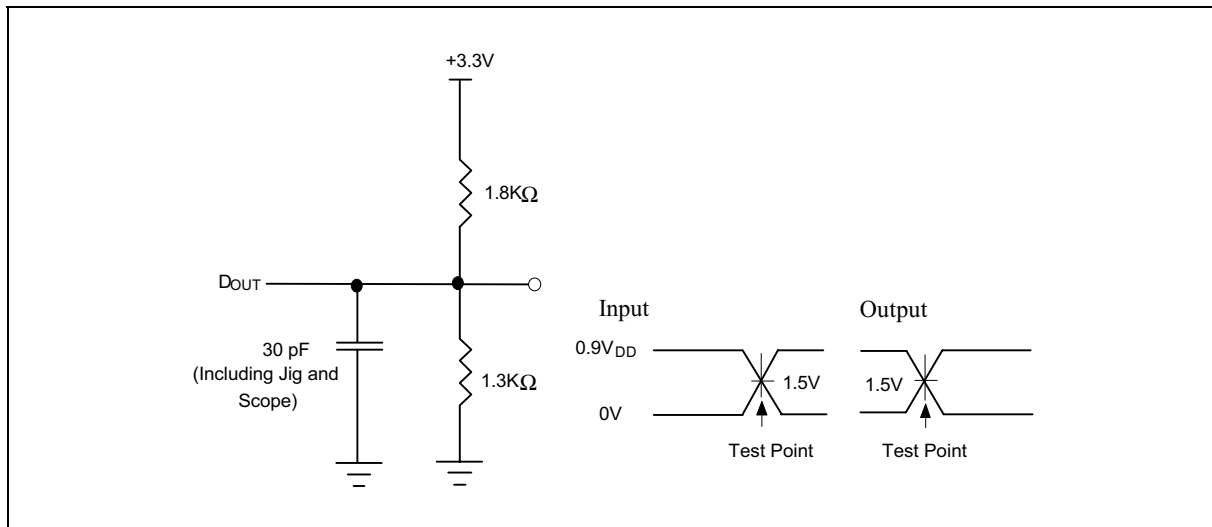 +3.3V
1.8KΩ
DOUT
30 pF
(Including Jig and
Scope)
1.3KΩ
Input
0.9VDD
0V
1.5V
Test Point
Output
1.5V
Test Point